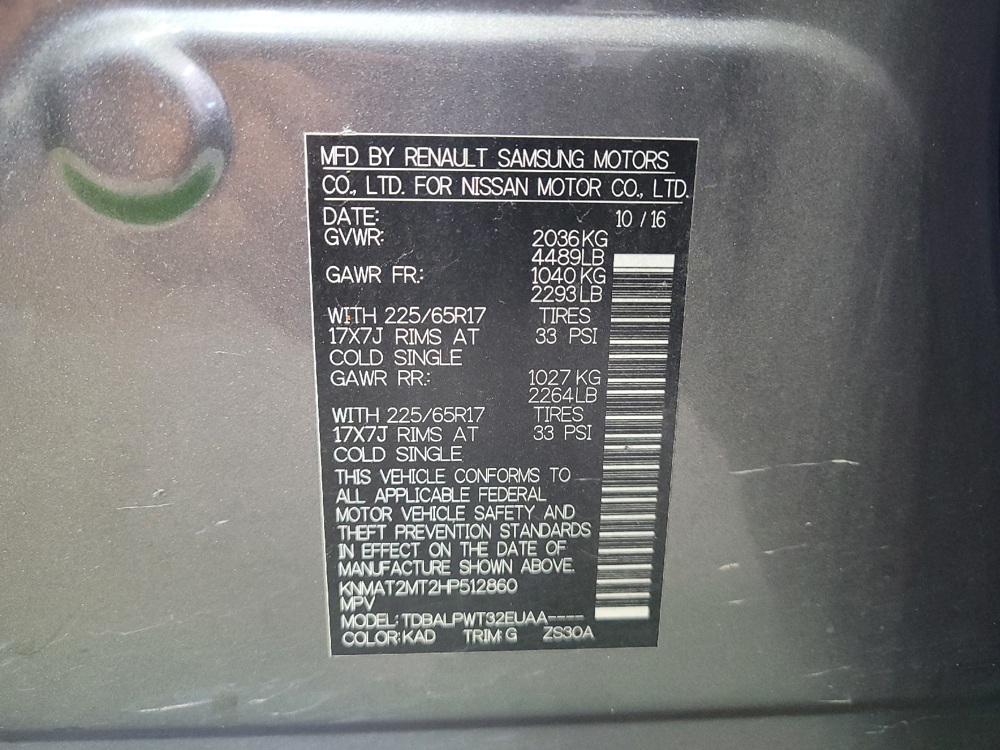 MFD BY RENAULT SAMSUNG MOTORS
CO., LTD. FOR NISSAN MOTOR CO., LTD.
DATE: 10 / 16
GVWR: 2036KG
4489LB
GAWR FR.: 1040 KG
2293LB
WITH 225/65R17 TIRES
17X7J RIMS AT 33 PSI
COLD SINGLE
GAWR RR.: 1027 KG
2264LB
WITH 225/65R17 TIRES
17X7J RIMS AT 33 PSI
COLD SINGLE
THIS VEHICLE CONFORMS TO
ALL APPLICABLE FEDERAL
MOTOR VEHICLE SAFETY AND
THEFT PREVENTION STANDARDS
IN EFFECT ON THE DATE OF
MANUFACTURE SHOWN ABOVE.
KNMAT2MT2HP512860
MPV
MODEL: TDBALPWT32EUAA----
COLOR: KAD TRIM: G ZS30A